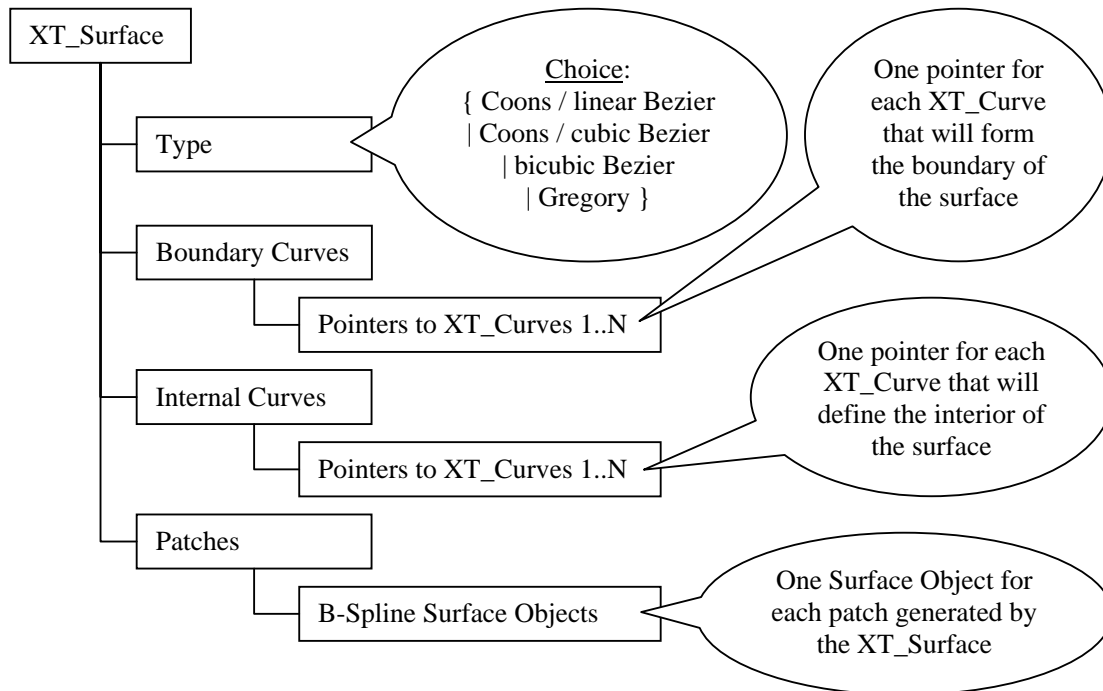 XT_Surface
Type
Choice:
{ Coons / linear Bezier
| Coons / cubic Bezier
| bicubic Bezier
| Gregory }
One pointer for
each XT_Curve
that will form
the boundary of
the surface
Boundary Curves
Pointers to XT_Curves 1..N
Internal Curves
One pointer for each
XT_Curve that will
define the interior of
the surface
Pointers to XT_Curves 1..N
Patches
B-Spline Surface Objects
One Surface Object for
each patch generated by
the XT_Surface